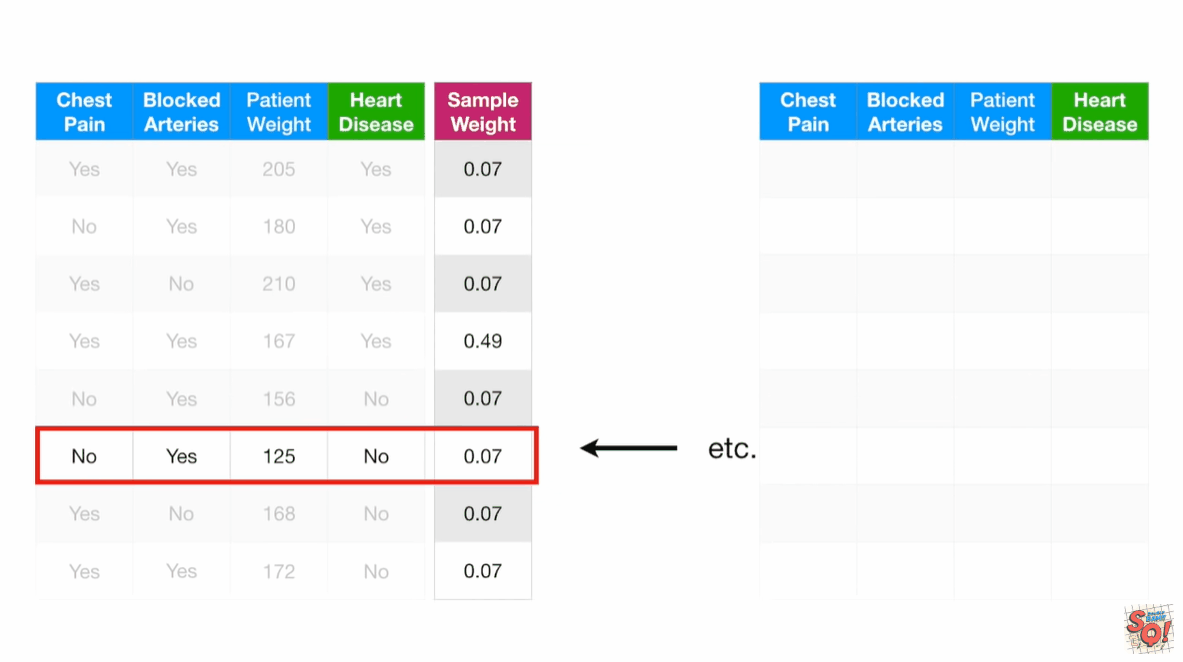 Chest Pain Blocked Arteries Patient Weight Heart Disease Sample Weight
Yes Yes 205 Yes 0.07
No Yes 180 Yes 0.07
Yes No 210 Yes 0.07
Yes Yes 167 Yes 0.49
No Yes 156 No 0.07
No Yes 125 No 0.07
Yes No 168 No 0.07
Yes Yes 172 No 0.07
etc.
Chest Pain Blocked Arteries Patient Weight Heart Disease
SQ!